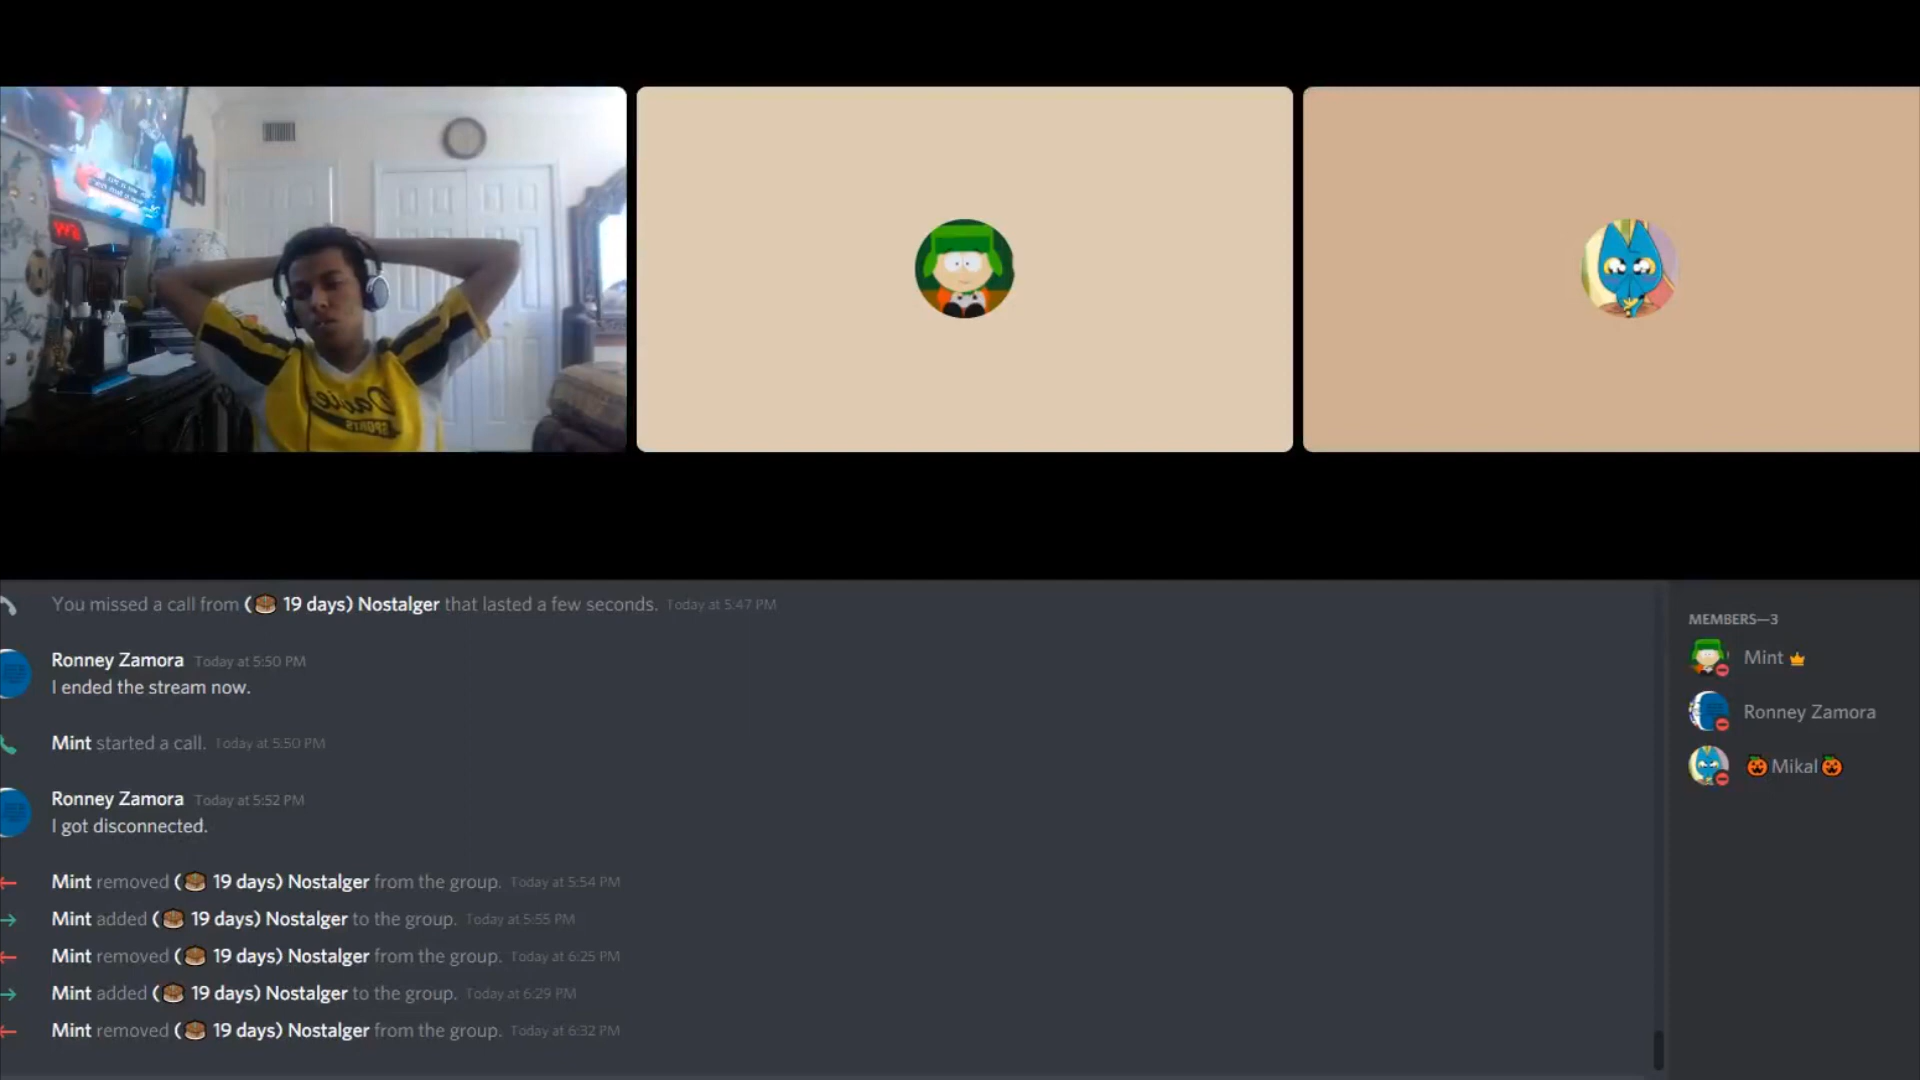 Davie
SPORTS
You missed a call from (🥞 19 days) Nostalger that lasted a few seconds. Today at 5:47 PM
Ronney Zamora Today at 5:50 PM
I ended the stream now.
Mint started a call. Today at 5:50 PM
Ronney Zamora Today at 5:52 PM
I got disconnected.
Mint removed (🥞 19 days) Nostalger from the group. Today at 5:54 PM
Mint added (🥞 19 days) Nostalger to the group. Today at 5:55 PM
Mint removed (🥞 19 days) Nostalger from the group. Today at 6:25 PM
Mint added (🥞 19 days) Nostalger to the group. Today at 6:29 PM
Mint removed (🥞 19 days) Nostalger from the group. Today at 6:32 PM
MEMBERS—3
Mint
Ronney Zamora
🎃Mikal🎃